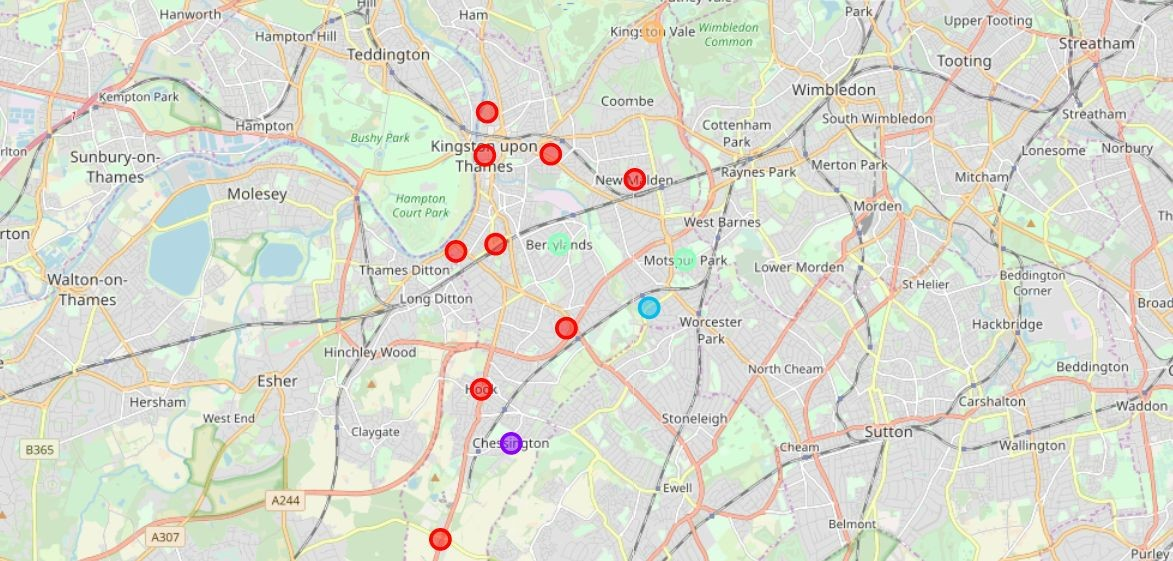 Hanworth
Hill
Ham
Putney Vale
Park
Upper Tooting
Hampton Hill
Kingston Vale
Wimbledon
Common
Streatham
Teddington
Tooting
Kempton Park
Coombe
Wimbledon
Hampton
Bushy Park
Cottenham
Park
South Wimbledon
Streatham
Sunbury-on-
Thames
Kingston upon
Thames
Lonesome
Norbury
Merton Park
Molesey
New Malden
Raynes Park
Mitcham
Hampton
Court Park
Morden
West Barnes
Berrylands
Thames Ditton
Motspur Park
Lower Morden
Walton-on-
Thames
St Helier
Beddington
Corner
Long Ditton
Worcester
Park
Hackbridge
Hinchley Wood
North Cheam
Beddington
Esher
Hook
Hersham
Carshalton
Waddon
West End
Claygate
Stoneleigh
Sutton
B365
Chessington
Cheam
Wallington
A244
Ewell
Belmont
A307
Purley